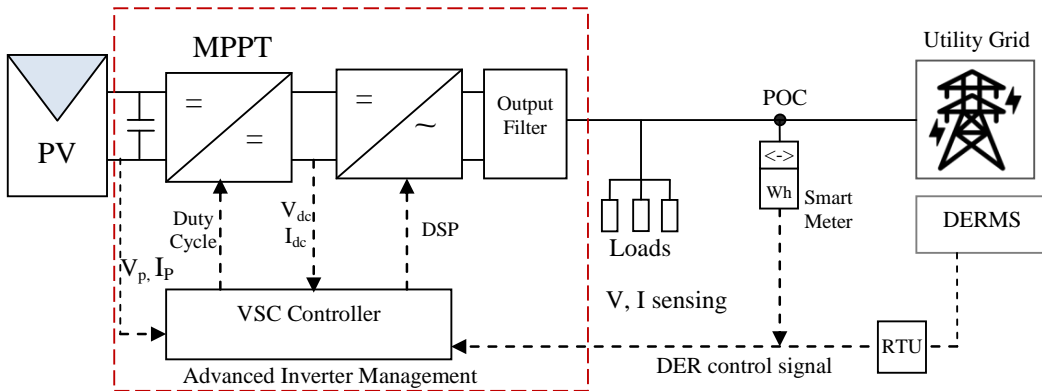 Utility Grid
MPPT
=
=
=
~
Output
Filter
POC
PV
<->
Wh
Smart
Meter
DERMS
Duty
Cycle
Vdc
Idc
DSP
Loads
Vp, IP
VSC Controller
V, I sensing
RTU
DER control signal
Advanced Inverter Management